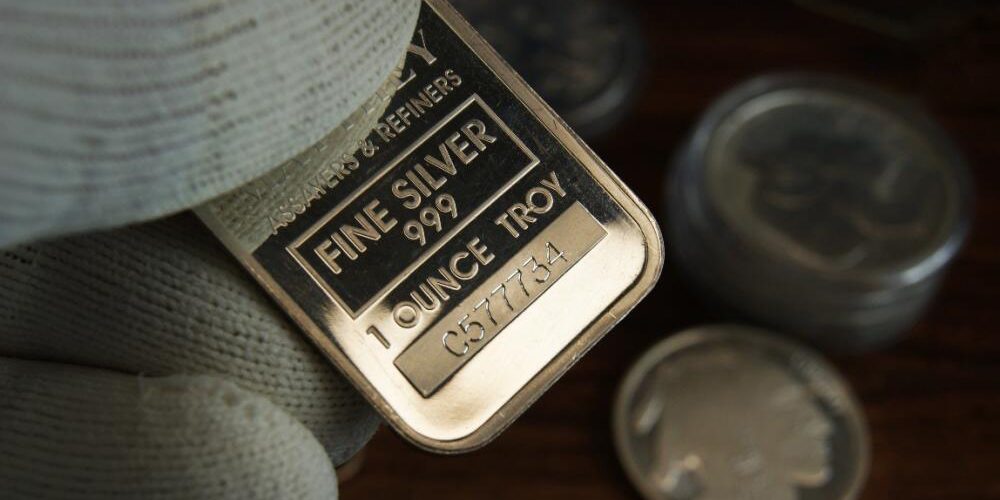 ASSAYERS & REFINERS
FINE SILVER
999
1 OUNCE TROY
C577734